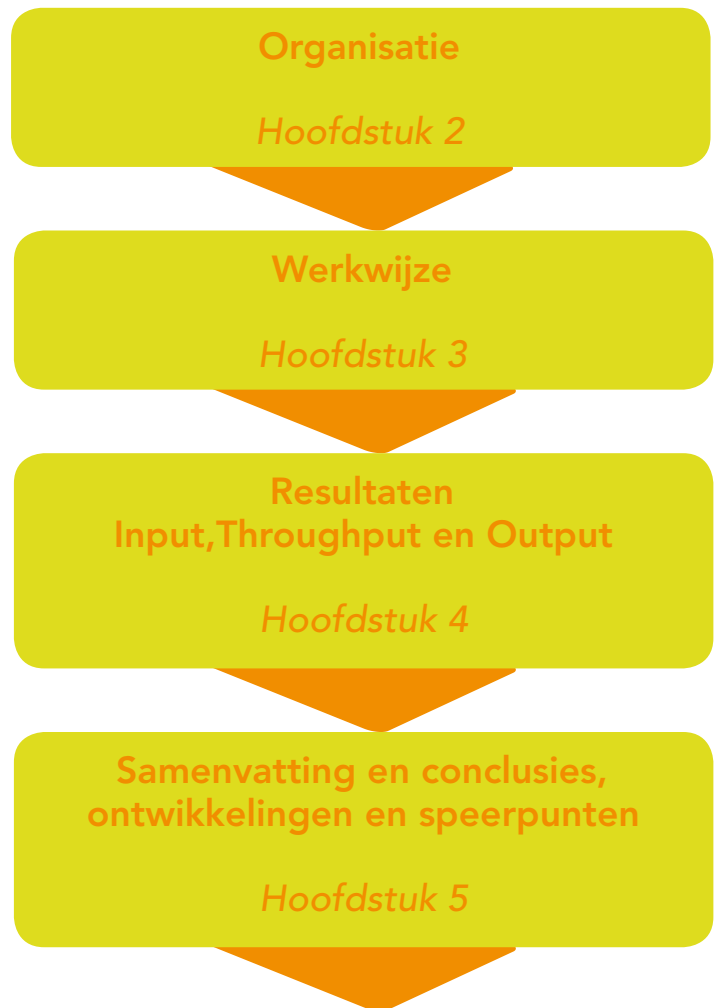 Organisatie
Hoofdstuk 2
Werkwijze
Hoofdstuk 3
Resultaten
Input,Throughput en Output
Hoofdstuk 4
Samenvatting en conclusies,
ontwikkelingen en speerpunten
Hoofdstuk 5